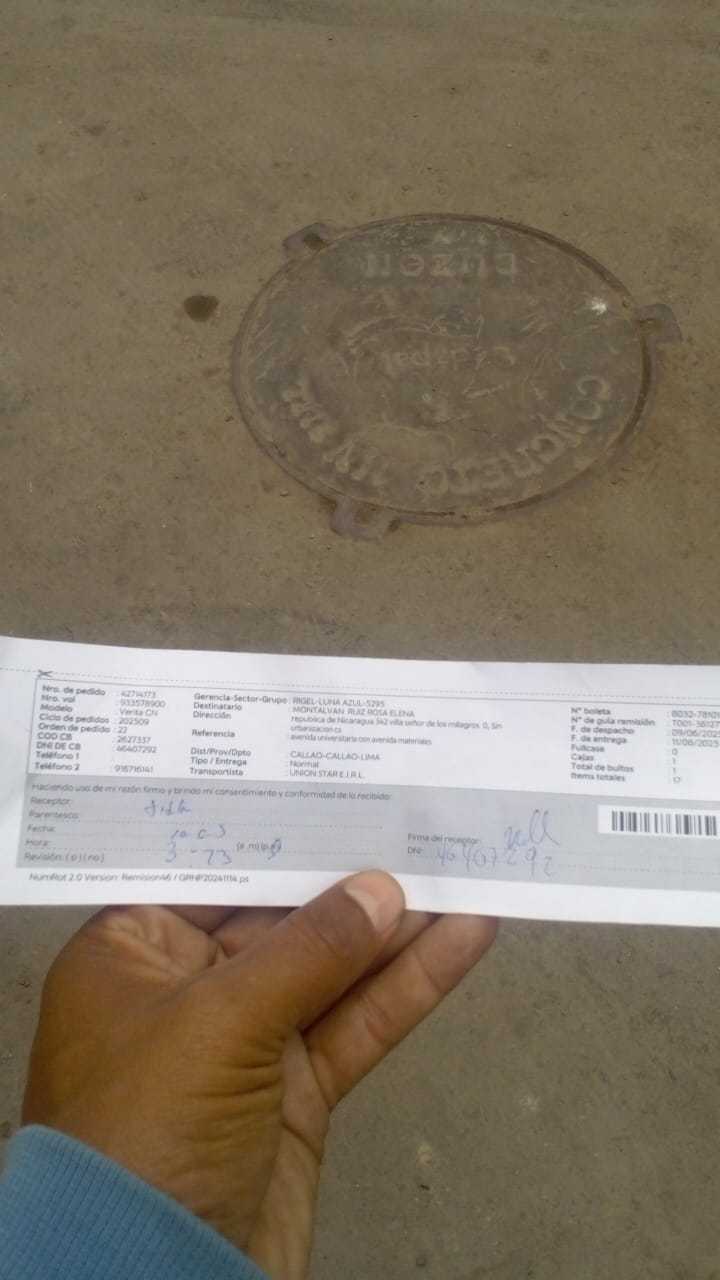 BUZON
CONCRETO
Nro. de pedido : 42714173
Nro. vol : 933578900
Modelo : Venta CN
Ciclo de pedidos : 202509
Orden de pedido : 22
COD CB : 2627337
DNI DE CB : 46407292
Teléfono 1 :
Teléfono 2 : 916716141
Gerencia-Sector-Grupo : RIGEL-LUNA AZUL-5295
Destinatario : MONTALVAN RUIZ ROSA ELENA
Dirección : republica de Nicaragua 342 villa señor de los milagros 0, Sin
urbanizacion cs
Referencia : avenida universitaria con avenida materiales
Dist/Prov/Dpto : CALLAO-CALLAO-LIMA
Tipo / Entrega : Normal
Transportista : UNION STAR E.I.R.L.
N° boleta
N° de guía remisión
F. de despacho : 09/06/2025
F. de entrega : 11/06/2025
Fullcase : 0
Cajas : 1
Total de bultos : 1
Items totales : 17
Haciendo uso de mi razón firmo y brindo mi consentimiento y conformidad de lo recibido:
Receptor:
Parentesco:
Fecha:
Hora: (a .m) (p.m)
Revisión: ( si ) ( no )
Firma del receptor:
DNI: 46407292
NumRot 2.0 Version: Remision46 / GRHP20241114.ps